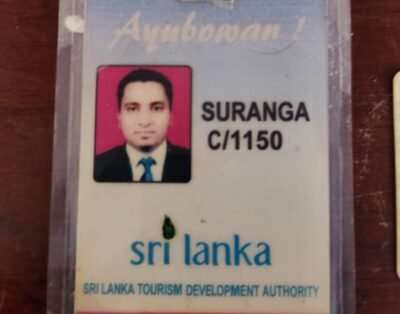 Ayubowan !
SURANGA
C/1150
sri lanka
SRI LANKA TOURISM DEVELOPMENT AUTHORITY